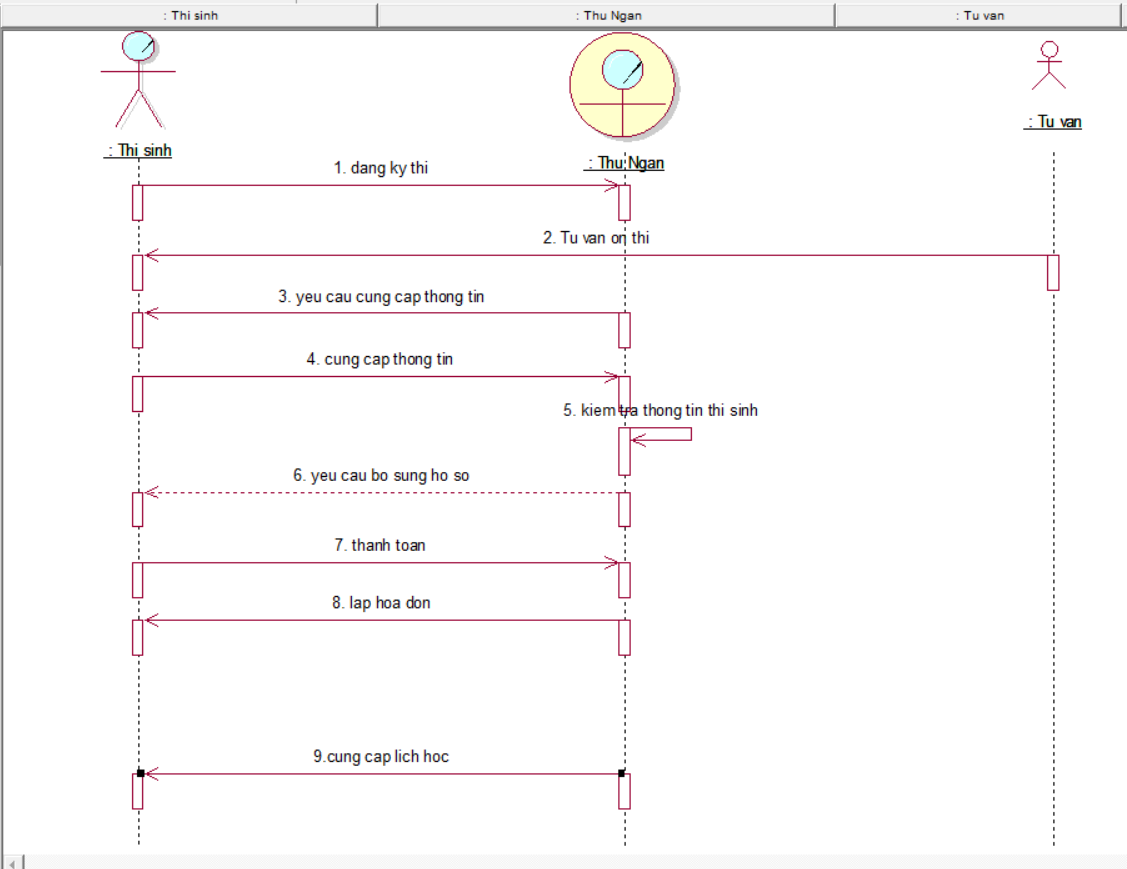 : Thi sinh
: Thu Ngan
: Tu van
: Thi sinh
: Thu Ngan
: Tu van
1. dang ky thi
2. Tu van on thi
3. yeu cau cung cap thong tin
4. cung cap thong tin
5. kiem tra thong tin thi sinh
6. yeu cau bo sung ho so
7. thanh toan
8. lap hoa don
9.cung cap lich hoc